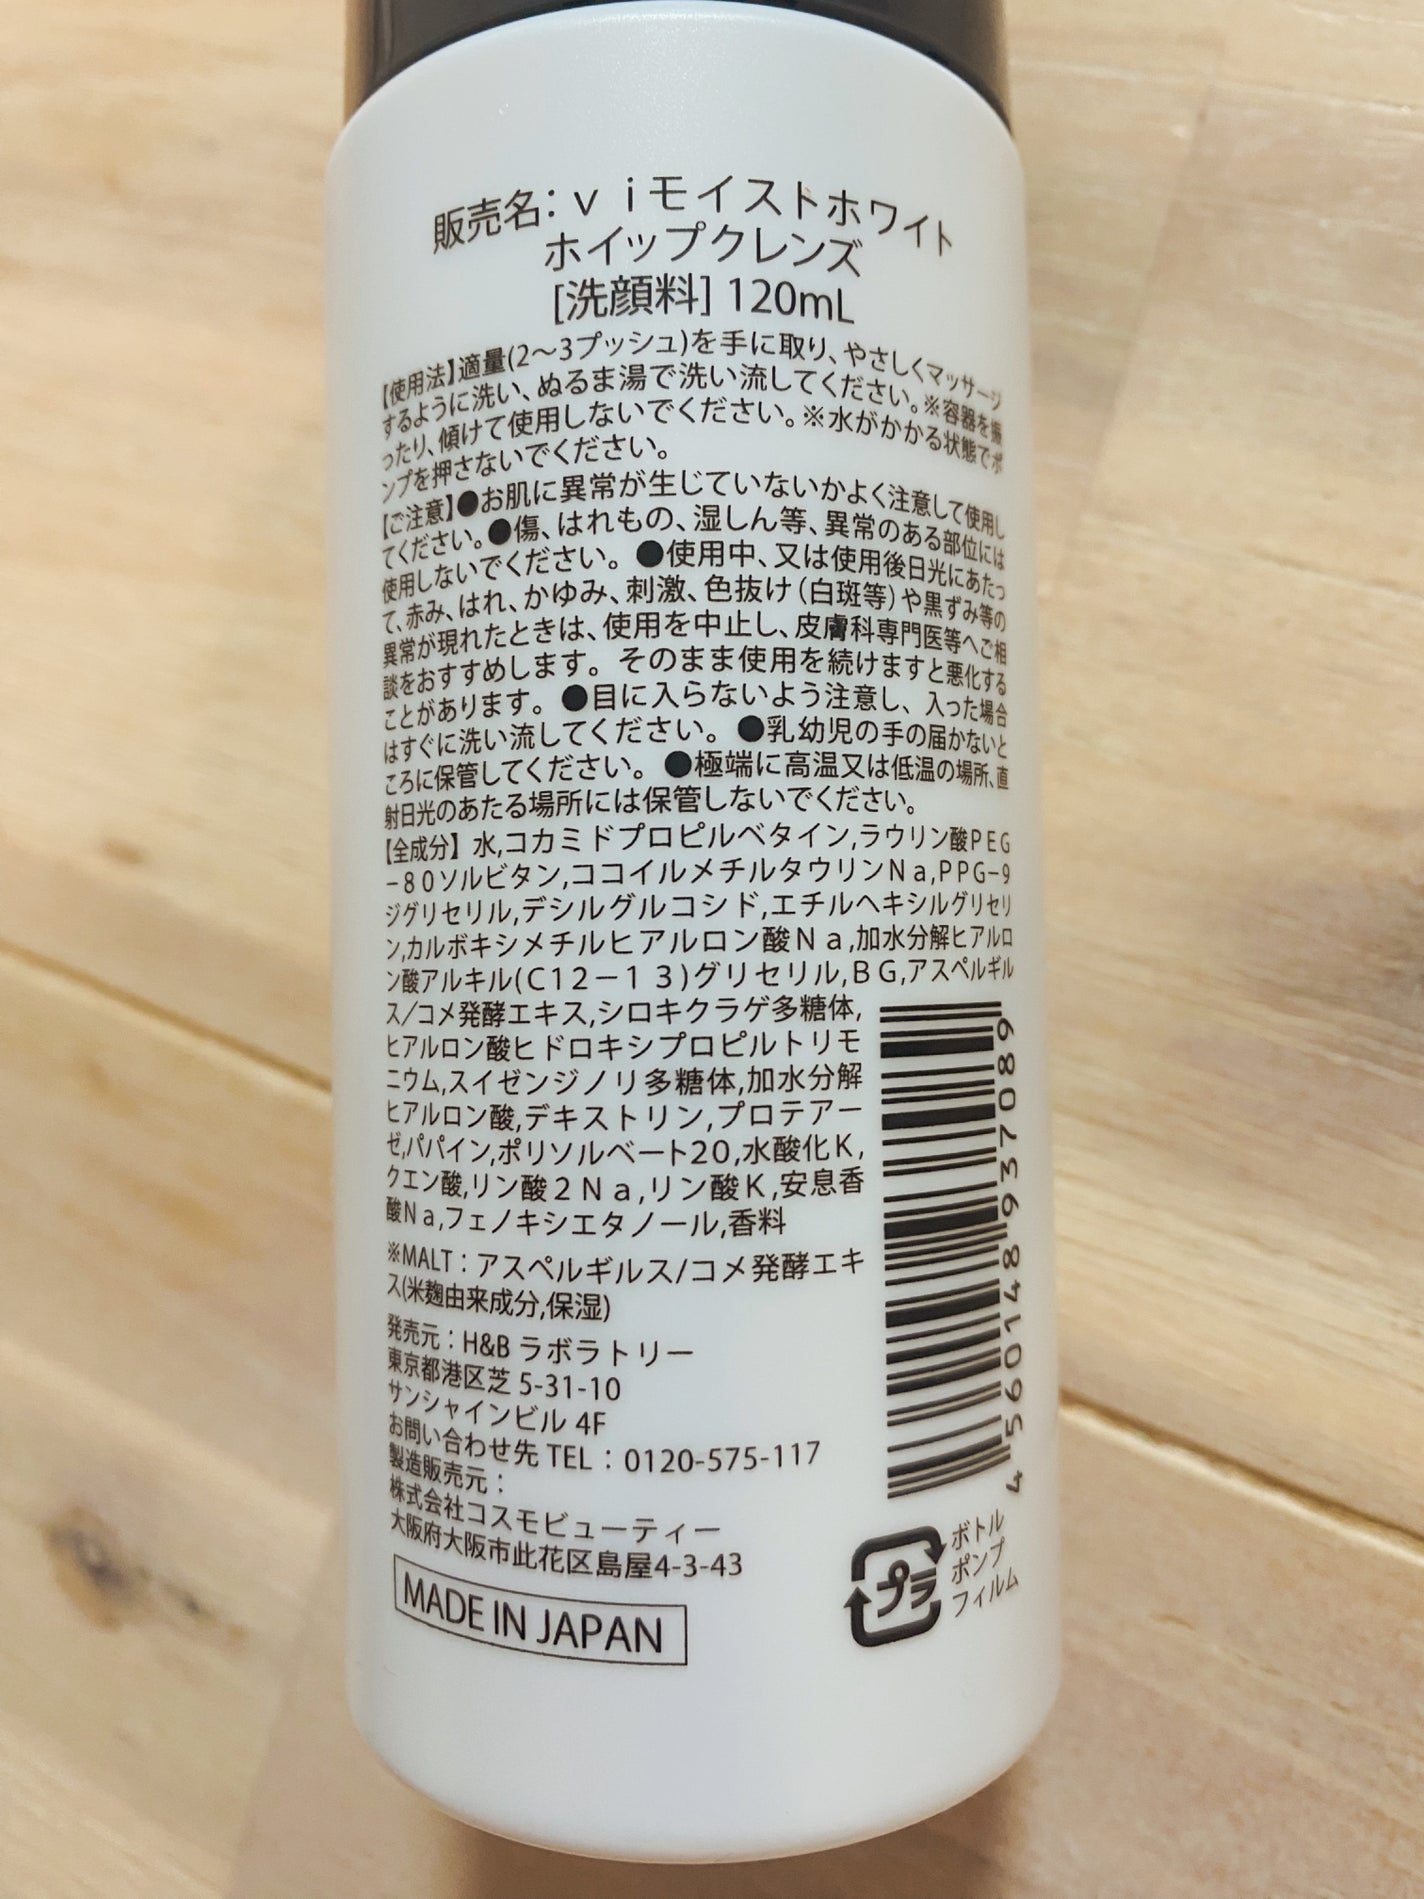 販売名:ｖｉモイストホワイト
ホイップクレンズ
[洗顔料] 120mL
【使用法】適量(2〜3プッシュ)を手に取り、やさしくマッサージ
するように洗い、ぬるま湯で洗い流してください。※容器を振
ったり、傾けて使用しないでください。※水がかかる状態でポ
ンプを押さないでください。
【ご注意】●お肌に異常が生じていないかよく注意して使用し
てください。●傷、はれもの、湿しん等、異常のある部位には
使用しないでください。●使用中、又は使用後日光にあたっ
て、赤み、はれ、かゆみ、刺激、色抜け（白斑等）や黒ずみ等の
異常が現れたときは、使用を中止し、皮膚科専門医等へご相
談をおすすめします。そのまま使用を続けますと悪化する
ことがあります。●目に入らないよう注意し、入った場合
はすぐに洗い流してください。●乳幼児の手の届かないと
ころに保管してください。●極端に高温又は低温の場所、直
射日光のあたる場所には保管しないでください。
【全成分】水,コカミドプロピルベタイン,ラウリン酸ＰＥＧ
−８０ソルビタン,ココイルメチルタウリンＮａ,ＰＰＧ−９
ジグリセリル,デシルグルコシド,エチルヘキシルグリセリ
ン,カルボキシメチルヒアルロン酸Ｎａ,加水分解ヒアルロ
ン酸アルキル(Ｃ１２−１３)グリセリル,ＢＧ,アスペルギル
ス/コメ発酵エキス,シロキクラゲ多糖体,
ヒアルロン酸ヒドロキシプロピルトリモ
ニウム,スイゼンジノリ多糖体,加水分解
ヒアルロン酸,デキストリン,プロテアー
ゼ,パパイン,ポリソルベート20,水酸化Ｋ,
クエン酸,リン酸２Ｎａ,リン酸Ｋ,安息香
酸Ｎａ,フェノキシエタノール,香料
※MALT：アスペルギルス/コメ発酵エキ
ス(米麹由来成分,保湿)
発売元：H&B ラボラトリー
東京都港区芝 5-31-10
サンシャインビル 4F
お問い合わせ先 TEL：0120-575-117
製造販売元：
株式会社コスモビューティー
大阪府大阪市此花区島屋4-3-43
MADE IN JAPAN
4 560148 937089
プラ
ボトル
ポンプ
フィルム